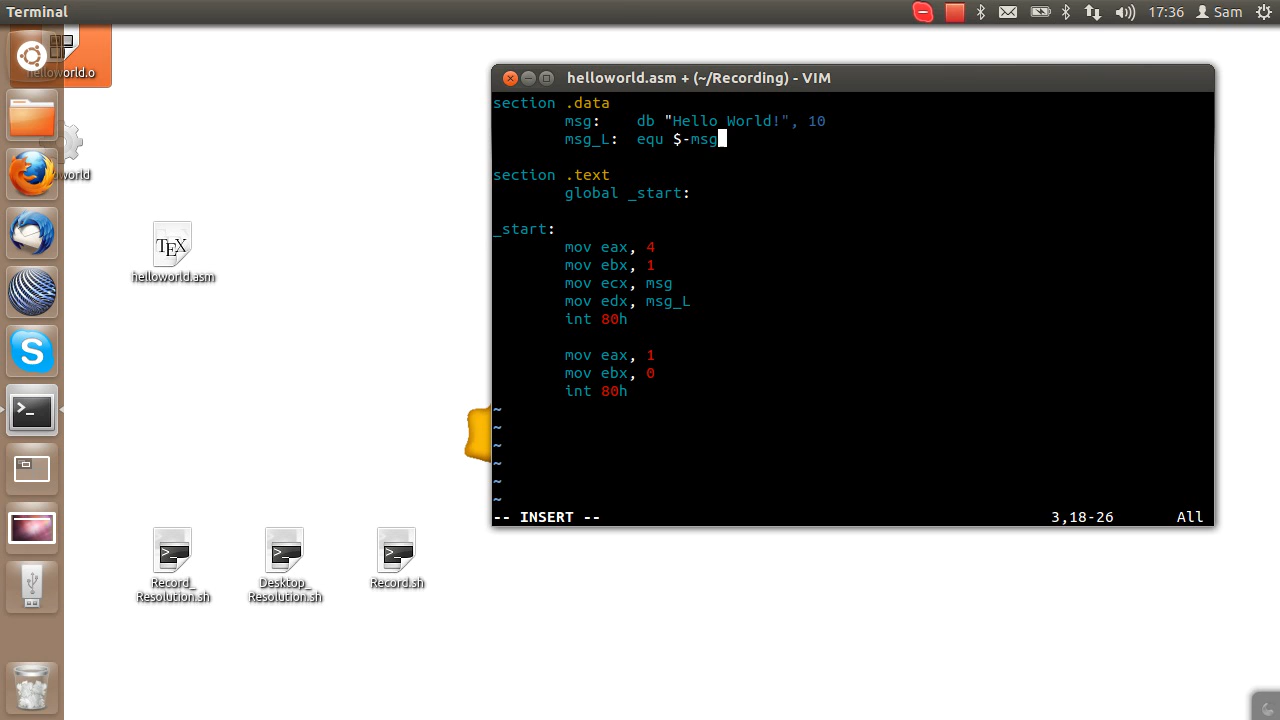 Terminal
17:36 Sam
helloworld.o
world
helloworld.asm
Record_
Resolution.sh
Desktop_
Resolution.sh
Record.sh
helloworld.asm + (~/Recording) - VIM
section .data
msg: db "Hello World!", 10
msg_L: equ $-msg
section .text
global _start:
_start:
mov eax, 4
mov ebx, 1
mov ecx, msg
mov edx, msg_L
int 80h
mov eax, 1
mov ebx, 0
int 80h
~
~
~
~
~
~
-- INSERT -- 3,18-26 All